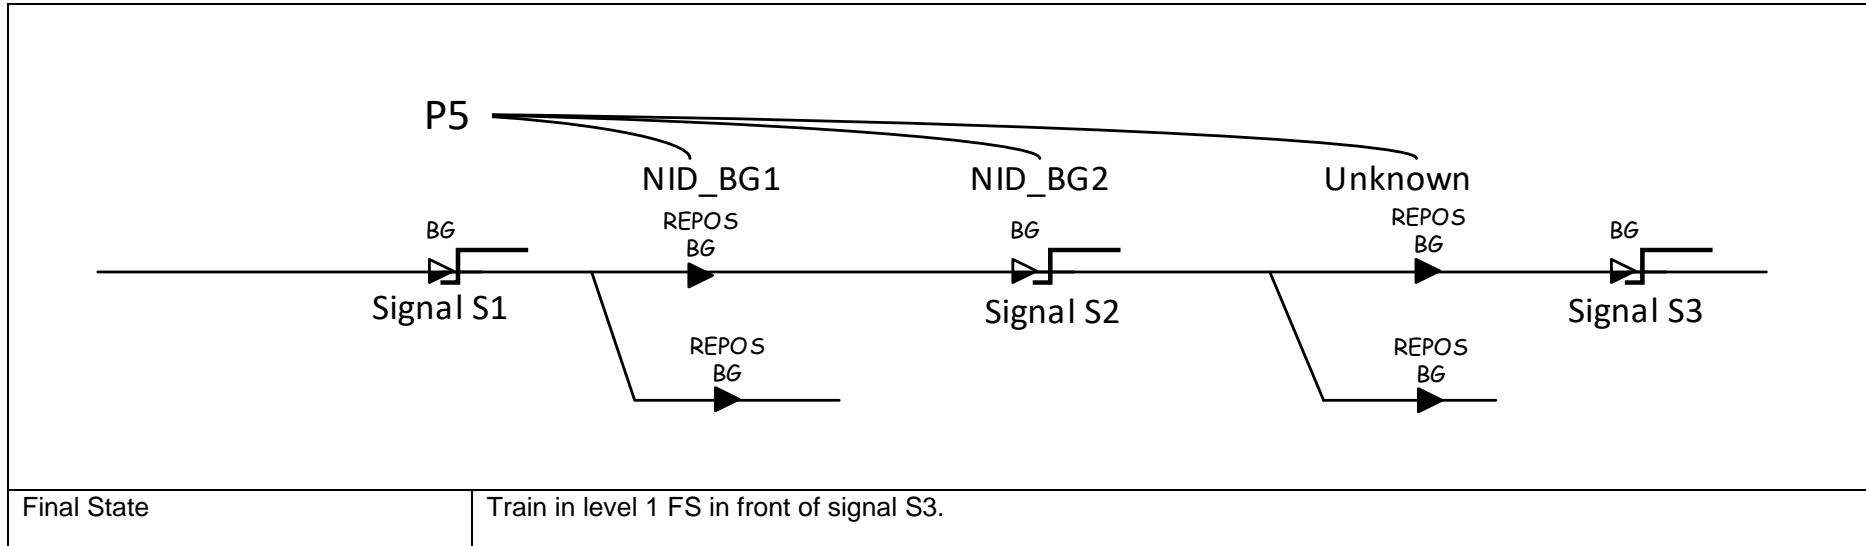 P5
NID_BG1
NID_BG2
Unknown
BG
REPOS
BG
BG
REPOS
BG
BG
Signal S1
Signal S2
Signal S3
REPOS
BG
REPOS
BG
Final State
Train in level 1 FS in front of signal S3.